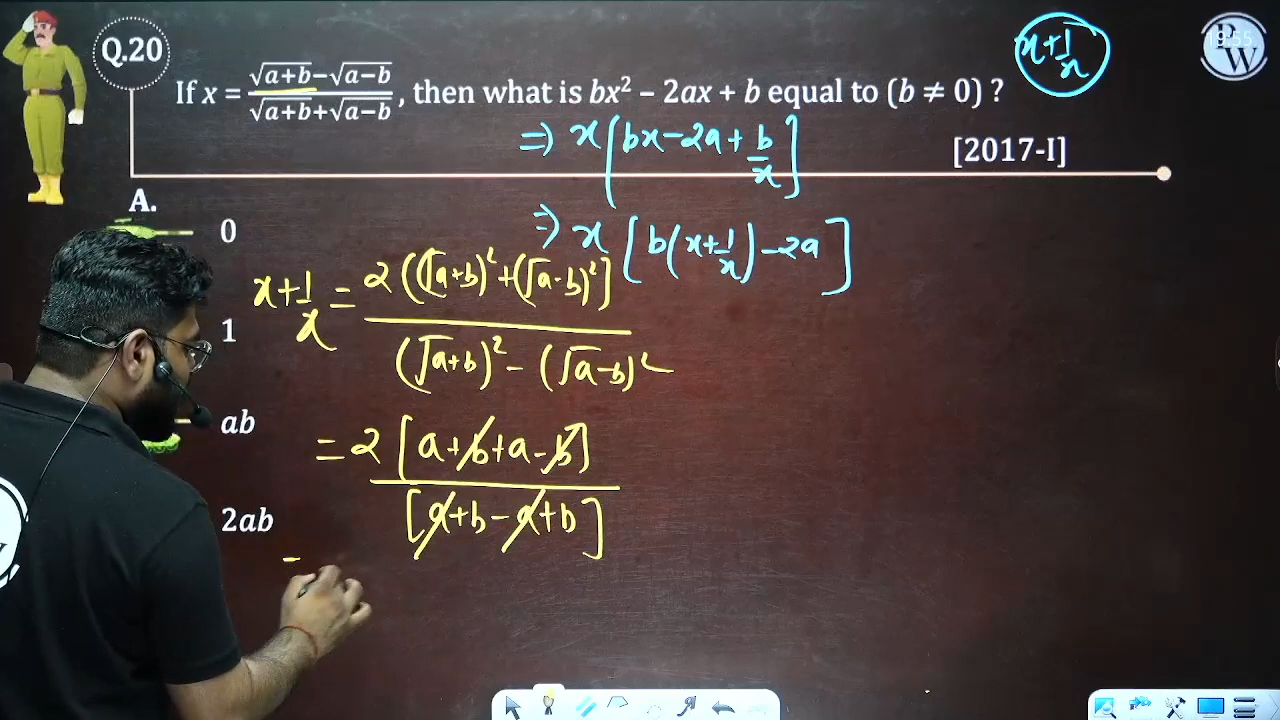 Q.20
If x = (√(a+b) − √(a−b)) / (√(a+b) + √(a−b)), then what is bx² − 2ax + b equal to (b ≠ 0) ?
x + 1/x
[2017-I]
⇒ x [bx − 2a + b/x]
⇒ x [b(x + 1/x) − 2a]
A.
0
1
ab
2ab
x + 1/x = 2((√a+b)² + (√a-b)²] / (√a+b)² − (√a-b)²
= 2 [a + b + a − b] / [a + b − a + b]
=
PW